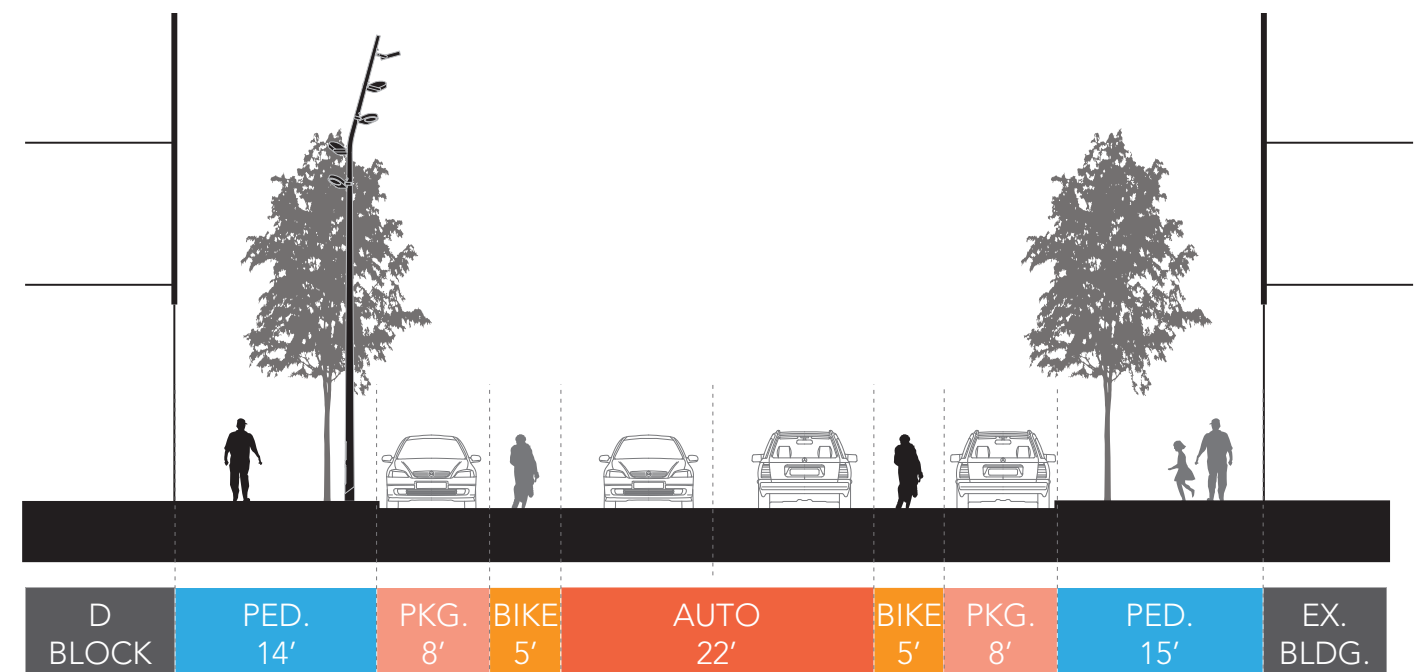 D
BLOCK
PED.
14′
PKG.
8′
BIKE
5′
AUTO
22′
BIKE
5′
PKG.
8′
PED.
15′
EX.
BLDG.